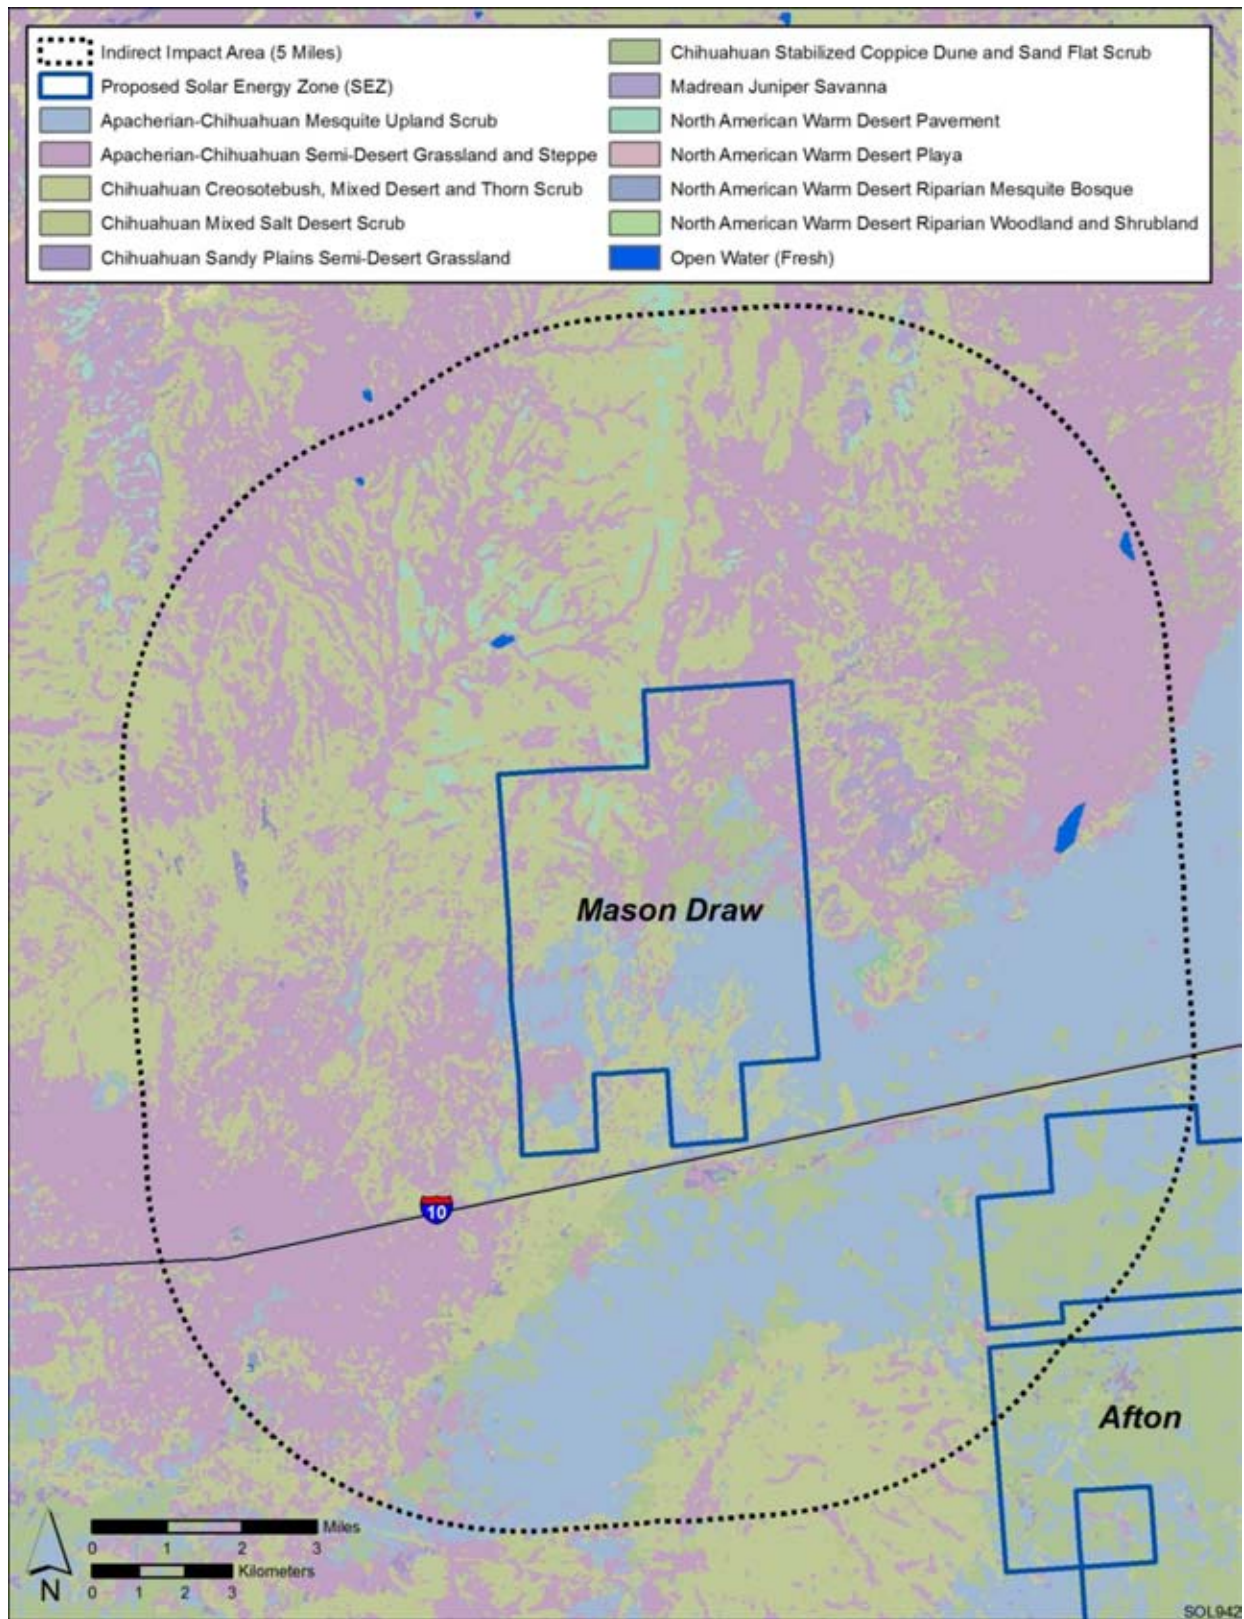 Indirect Impact Area (5 Miles)
Proposed Solar Energy Zone (SEZ)
Apacherian-Chihuahuan Mesquite Upland Scrub
Apacherian-Chihuahuan Semi-Desert Grassland and Steppe
Chihuahuan Creosotebush, Mixed Desert and Thorn Scrub
Chihuahuan Mixed Salt Desert Scrub
Chihuahuan Sandy Plains Semi-Desert Grassland
Chihuahuan Stabilized Coppice Dune and Sand Flat Scrub
Madrean Juniper Savanna
North American Warm Desert Pavement
North American Warm Desert Playa
North American Warm Desert Riparian Mesquite Bosque
North American Warm Desert Riparian Woodland and Shrubland
Open Water (Fresh)
Mason Draw
10
Afton
Miles
0 1 2 3
Kilometers
0 1 2 3
N
SOL942